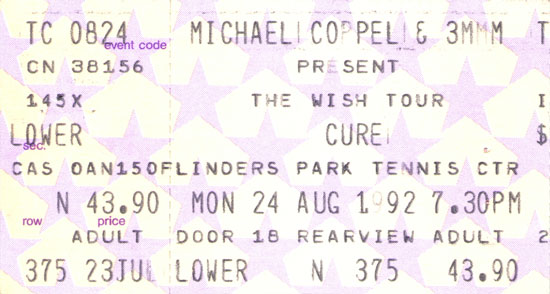 TC 0824 MICHAEL COPPEL & 3MMM T
event code
CN 38156 PRESENT
145X THE WISH TOUR I
LOWER CURE $
sec.
CAS OAN150FLINDERS PARK TENNIS CTR
N 43.90 MON 24 AUG 1992 7.30PM
row price
ADULT DOOR 18 REARVIEW ADULT 2
375 23JUL LOWER N 375 43.90